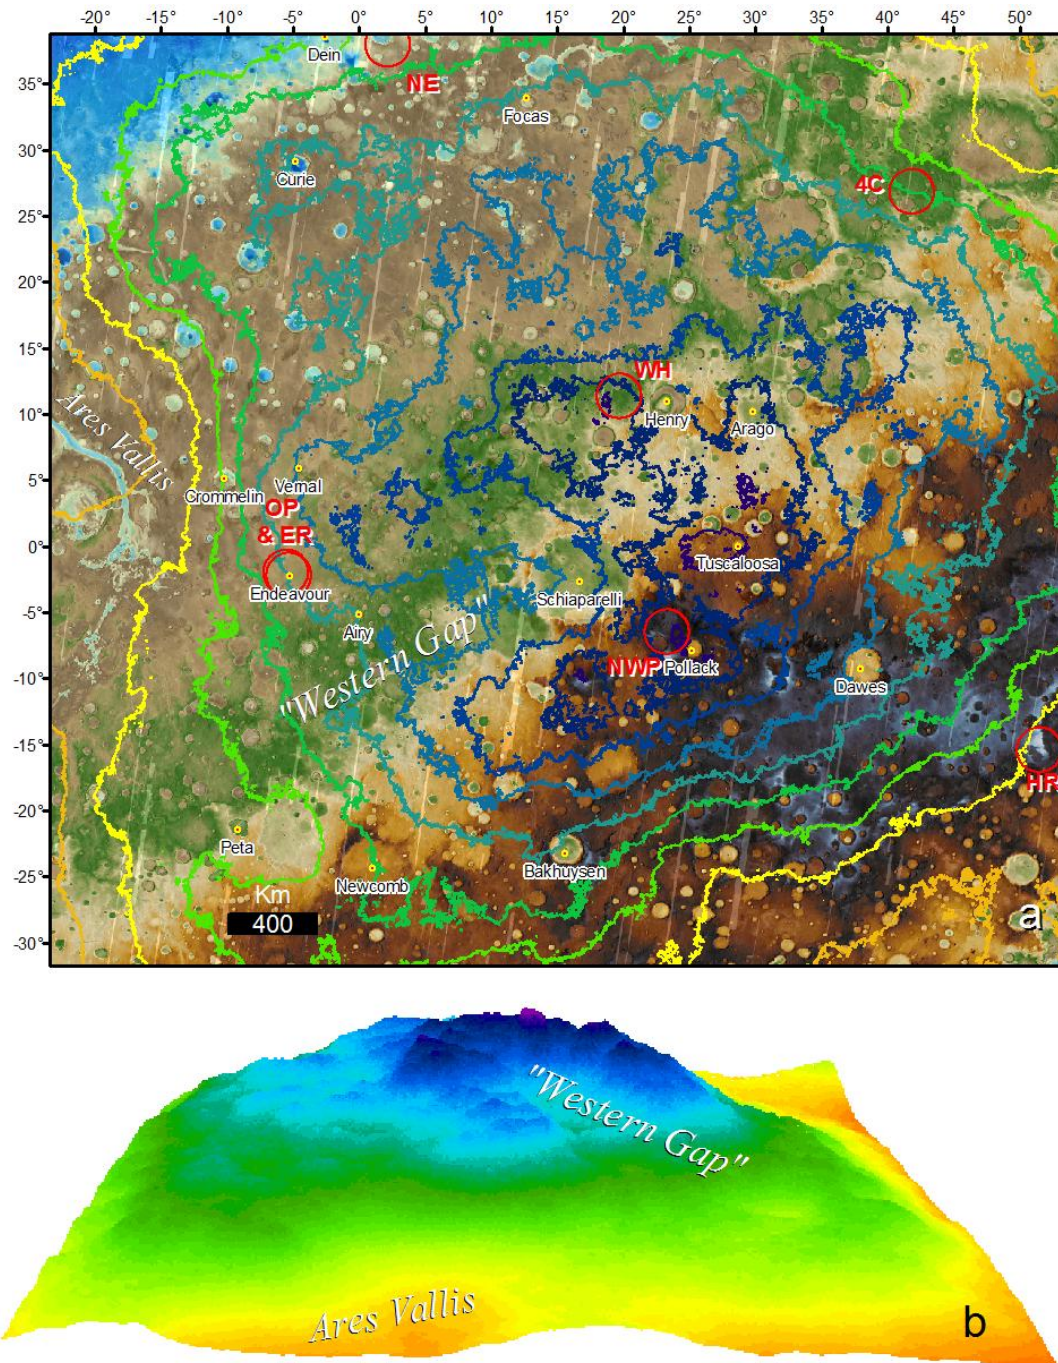 -20° -15° -10° -5° 0° 5° 10° 15° 20° 25° 30° 35° 40° 45° 50°
35°
30°
25°
20°
15°
10°
5°
0°
-5°
-10°
-15°
-20°
-25°
-30°
Dein
NE
Focas
Curie
4C
WH
Henry
Arago
Ares Vallis
Crommelin
Vernal
OP
& ER
Endeavour
Tuscaloosa
Schiaparelli
Airy
"Western Gap"
NWP
Pollack
Dawes
HR
Peta
Newcomb
Bakhuysen
Km
400
a
"Western Gap"
Ares Vallis
b